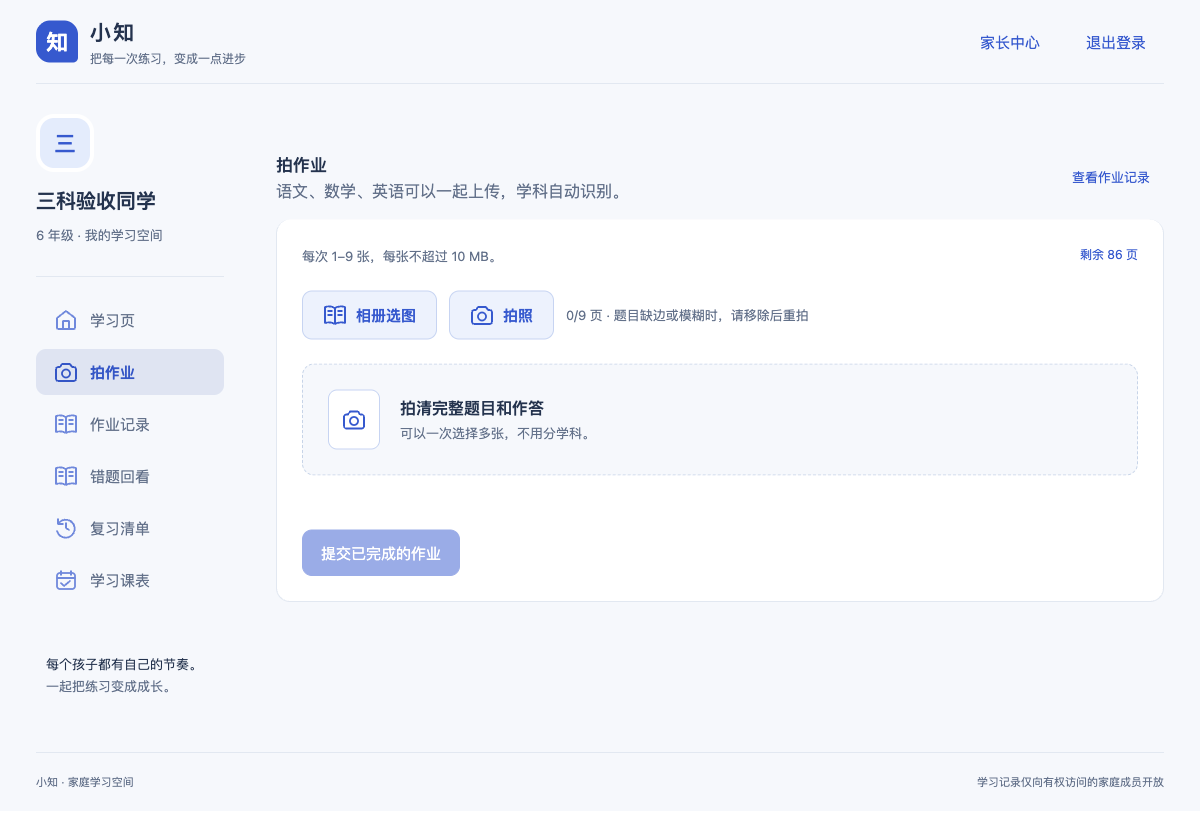 知
小知
把每一次练习，变成一点进步
家长中心
退出登录
三
三科验收同学
6 年级 · 我的学习空间
学习页
拍作业
作业记录
错题回看
复习清单
学习课表
每个孩子都有自己的节奏。
一起把练习变成成长。
拍作业
语文、数学、英语可以一起上传，学科自动识别。
查看作业记录
每次 1–9 张，每张不超过 10 MB。
剩余 86 页
相册选图
拍照
0/9 页 · 题目缺边或模糊时，请移除后重拍
拍清完整题目和作答
可以一次选择多张，不用分学科。
提交已完成的作业
小知 · 家庭学习空间
学习记录仅向有权访问的家庭成员开放